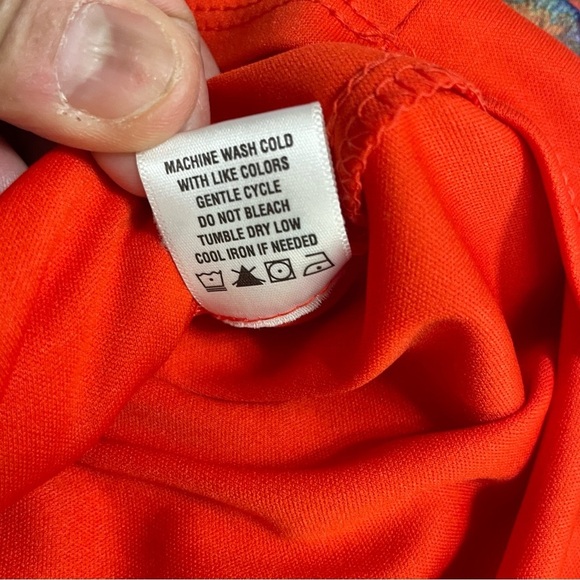 MACHINE WASH COLD
WITH LIKE COLORS
GENTLE CYCLE
DO NOT BLEACH
TUMBLE DRY LOW
COOL IRON IF NEEDED